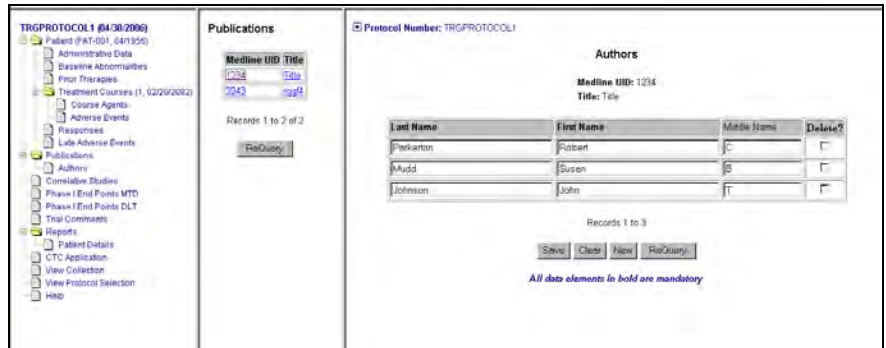 TRGPROTOCOL1 (04/30/2006)
Patient (PAT-001, 04/1956)
Administrative Data
Baseline Abnormalities
Prior Therapies
Treatment Courses (1, 02/20/2002)
Course Agents
Adverse Events
Responses
Late Adverse Events
Publications
Authors
Correlative Studies
Phase I End Points MTD
Phase I End Points DLT
Trial Comments
Reports
Patient Details
CTC Application
View Collection
View Protocol Selection
Help
Publications
Medline UID Title
1234 Title
Records 1 to 2 of 2
ReQuery
Protocol Number: TRGPROTOCOL1
Authors
Medline UID: 1234
Title: Title
Last Name First Name Middle Name Delete?
Parkerton Robert C
Mudd Susan B
Johnson John T
Records 1 to 3
Save Clear New ReQuery
All data elements in bold are mandatory